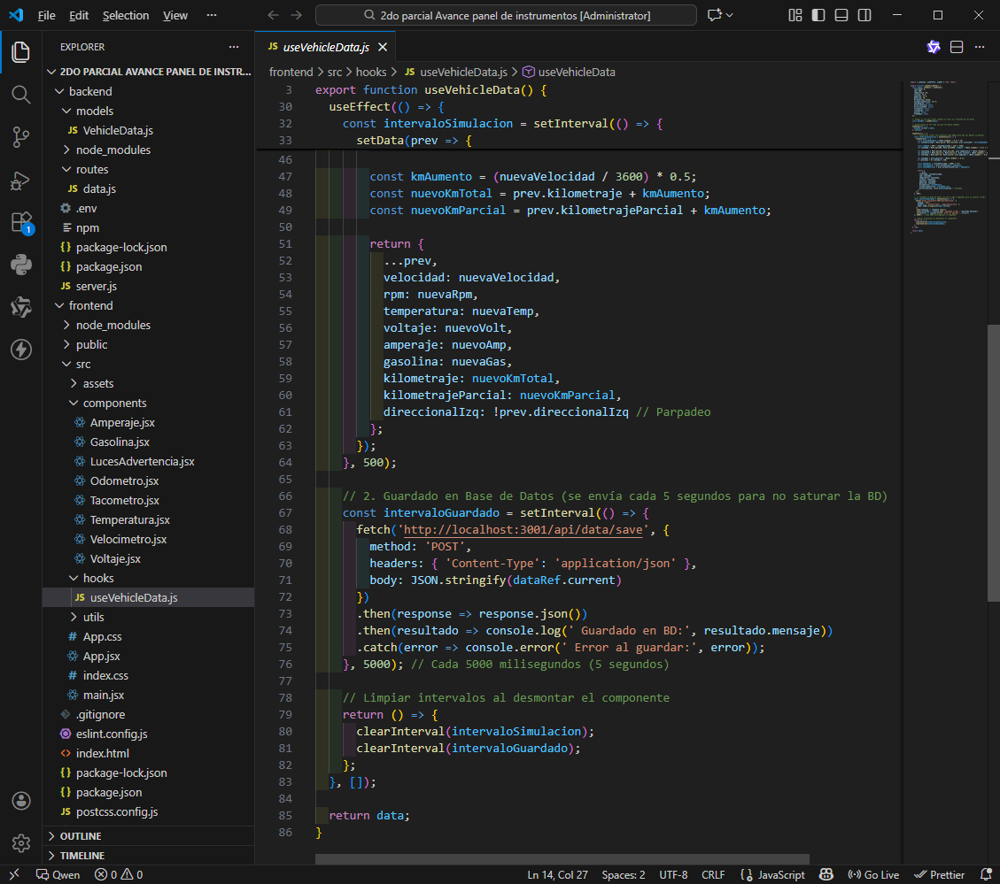 File Edit Selection View ··· 2do parcial Avance panel de instrumentos [Administrator]
EXPLORER ···
2DO PARCIAL AVANCE PANEL DE INSTR...
backend
models
JS VehicleData.js
node_modules
routes
JS data.js
.env
npm
{} package-lock.json
{} package.json
JS server.js
frontend
node_modules
public
src
assets
components
Amperaje.jsx
Gasolina.jsx
LucesAdvertencia.jsx
Odometro.jsx
Tacometro.jsx
Temperatura.jsx
Velocimetro.jsx
Voltaje.jsx
hooks
JS useVehicleData.js
utils
# App.css
App.jsx
# index.css
main.jsx
.gitignore
eslint.config.js
<> index.html
{} package-lock.json
{} package.json
JS postcss.config.js
OUTLINE
TIMELINE
1
JS useVehicleData.js
frontend > src > hooks > JS useVehicleData.js > useVehicleData
3 export function useVehicleData() {
30 useEffect(() => {
32 const intervaloSimulacion = setInterval(() => {
33 setData(prev => {
46
47 const kmAumento = (nuevaVelocidad / 3600) * 0.5;
48 const nuevoKmTotal = prev.kilometraje + kmAumento;
49 const nuevoKmParcial = prev.kilometrajeParcial + kmAumento;
50
51 return {
52 ...prev,
53 velocidad: nuevaVelocidad,
54 rpm: nuevaRpm,
55 temperatura: nuevaTemp,
56 voltaje: nuevoVolt,
57 amperaje: nuevoAmp,
58 gasolina: nuevaGas,
59 kilometraje: nuevoKmTotal,
60 kilometrajeParcial: nuevoKmParcial,
61 direccionalIzq: !prev.direccionalIzq // Parpadeo
62 };
63 });
64 }, 500);
65
66 // 2. Guardado en Base de Datos (se envía cada 5 segundos para no saturar la BD)
67 const intervaloGuardado = setInterval(() => {
68 fetch('http://localhost:3001/api/data/save', {
69 method: 'POST',
70 headers: { 'Content-Type': 'application/json' },
71 body: JSON.stringify(dataRef.current)
72 })
73 .then(response => response.json())
74 .then(resultado => console.log(' Guardado en BD:', resultado.mensaje))
75 .catch(error => console.error(' Error al guardar:', error));
76 }, 5000); // Cada 5000 milisegundos (5 segundos)
77
78 // Limpiar intervalos al desmontar el componente
79 return () => {
80 clearInterval(intervaloSimulacion);
81 clearInterval(intervaloGuardado);
82 };
83 }, []);
84
85 return data;
86 }
Qwen 0 0 Ln 14, Col 27 Spaces: 2 UTF-8 CRLF {} JavaScript Go Live Prettier